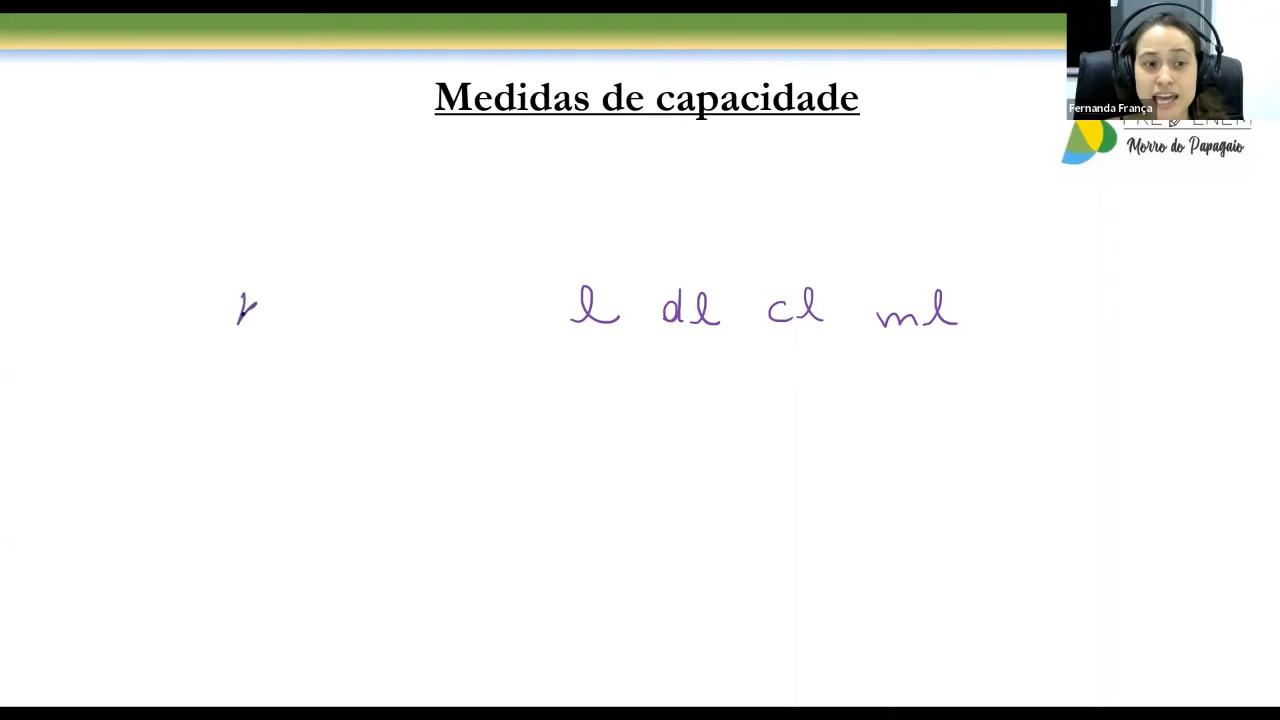 Medidas de capacidade
Fernanda França
Morro do Papagaio
l dl cl ml